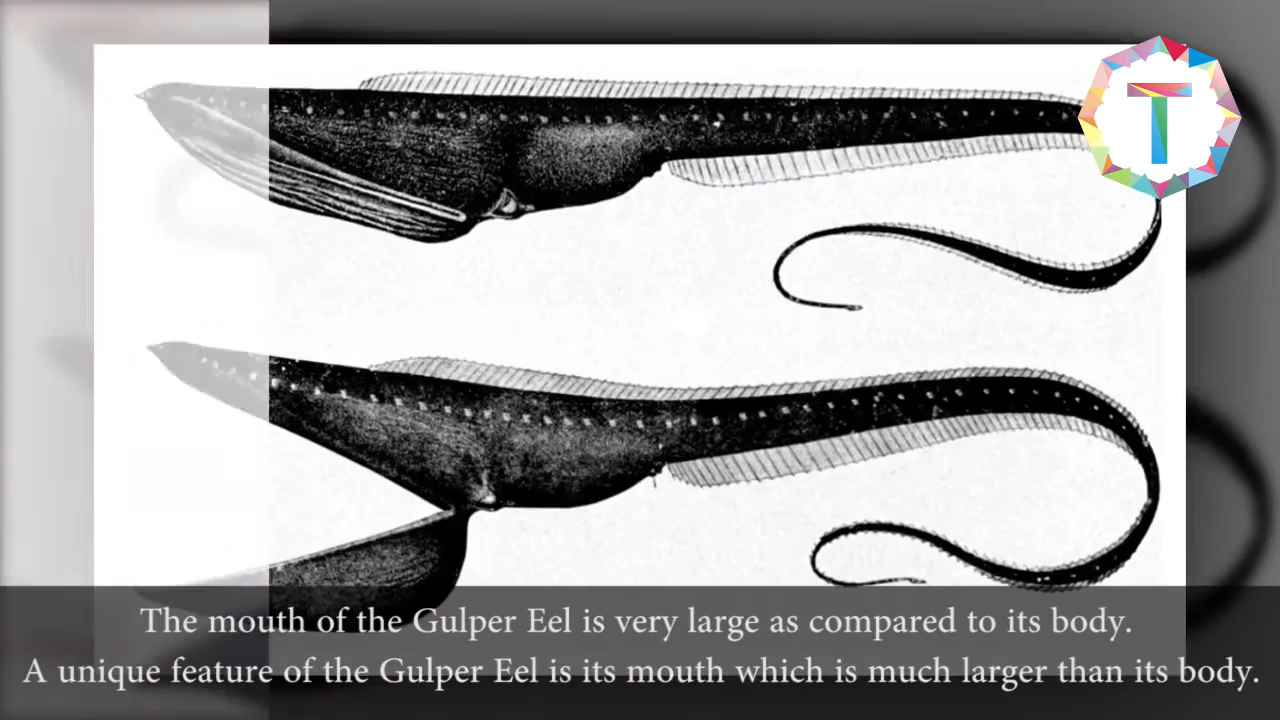 T
The mouth of the Gulper Eel is very large as compared to its body.
A unique feature of the Gulper Eel is its mouth which is much larger than its body.